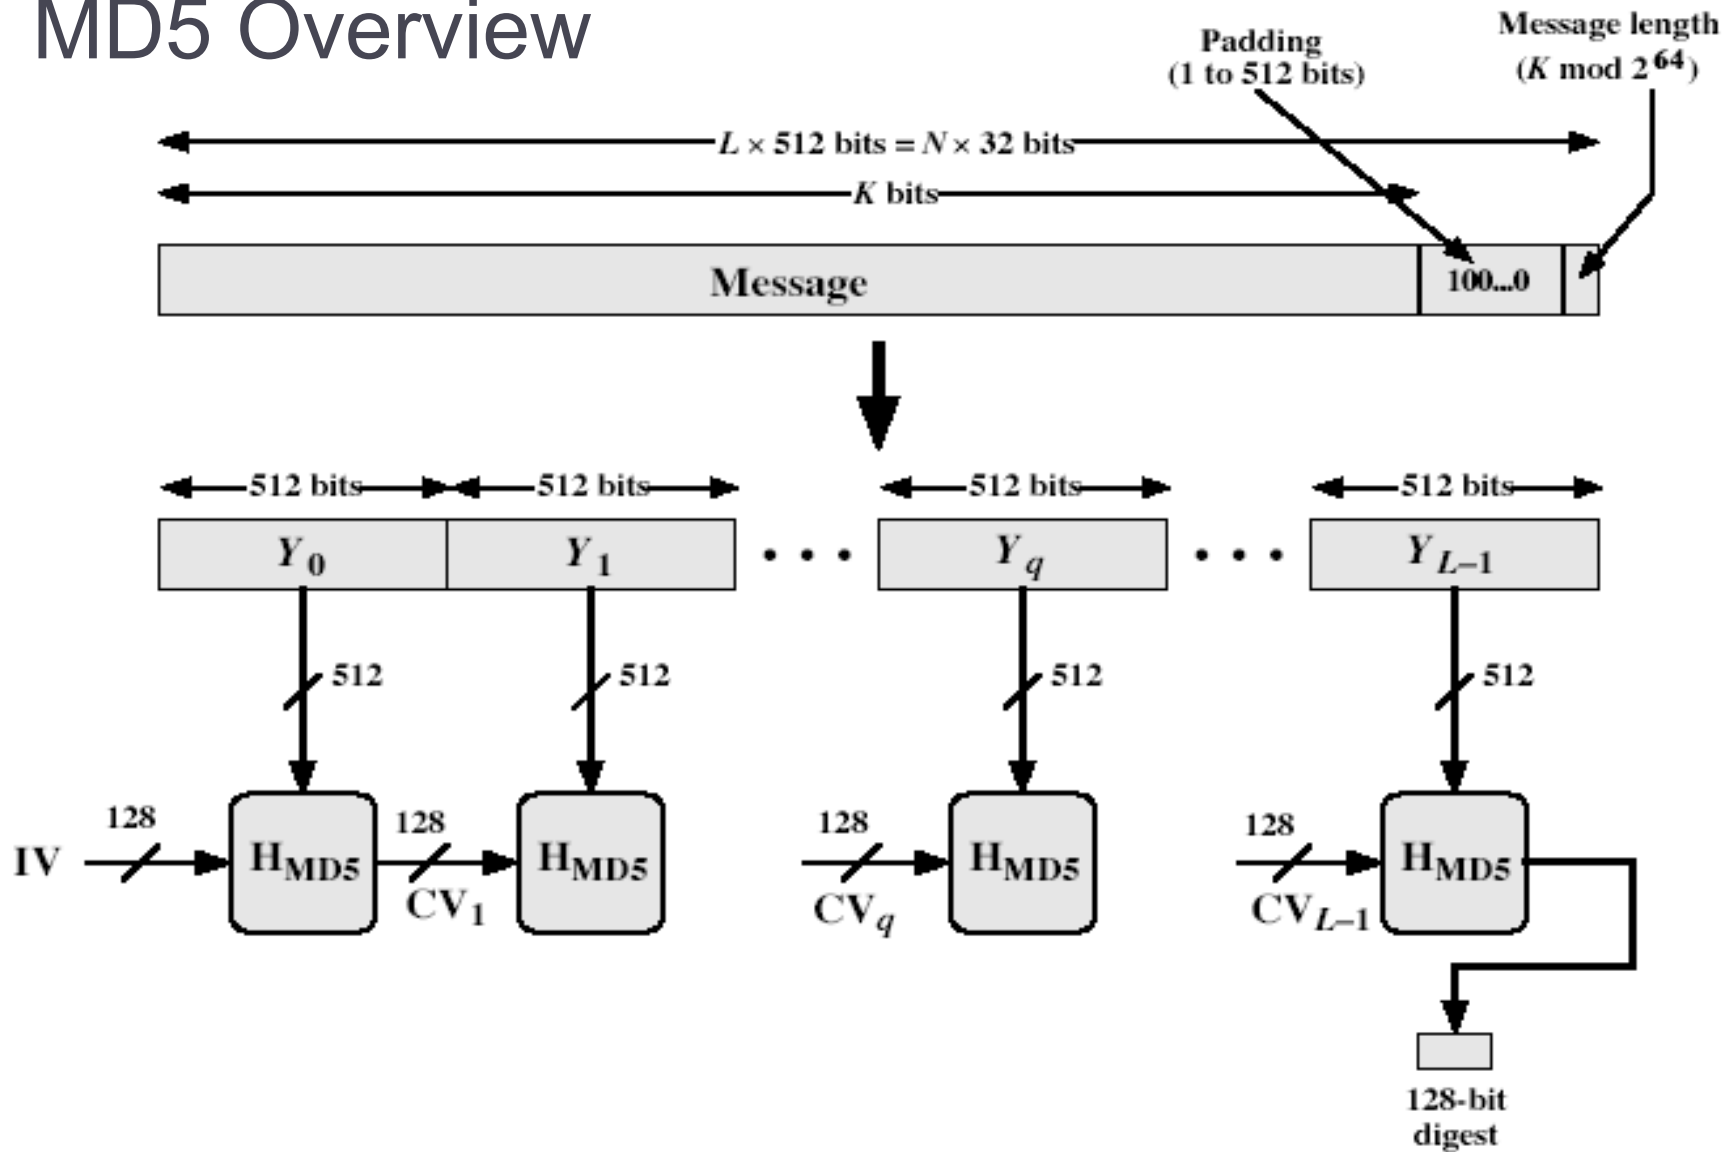 MD5 Overview
Padding
(1 to 512 bits)
Message length
(K mod 2^64)
L × 512 bits = N × 32 bits
K bits
Message
100...0
512 bits
512 bits
512 bits
512 bits
Y0
Y1
• • •
Yq
• • •
YL–1
512
512
512
512
IV
128
HMD5
128
CV1
HMD5
128
CVq
HMD5
128
CVL–1
HMD5
128-bit
digest